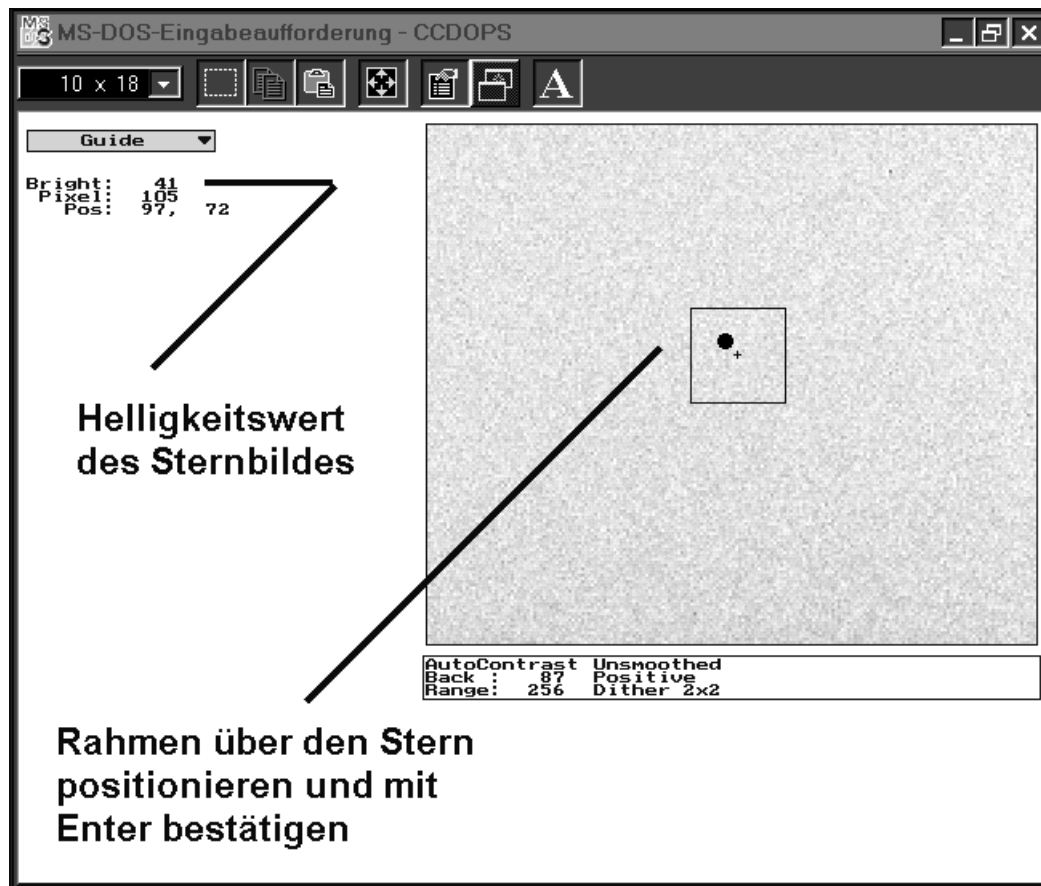 MS-DOS-Eingabeaufforderung - CCDOPS
10 x 18
A
Guide
Bright: 41
Pixel: 105
Pos: 97, 72
Helligkeitswert
des Sternbildes
AutoContrast Unsmoothed
Back : 87 Positive
Range: 256 Dither 2x2
Rahmen über den Stern
positionieren und mit
Enter bestätigen